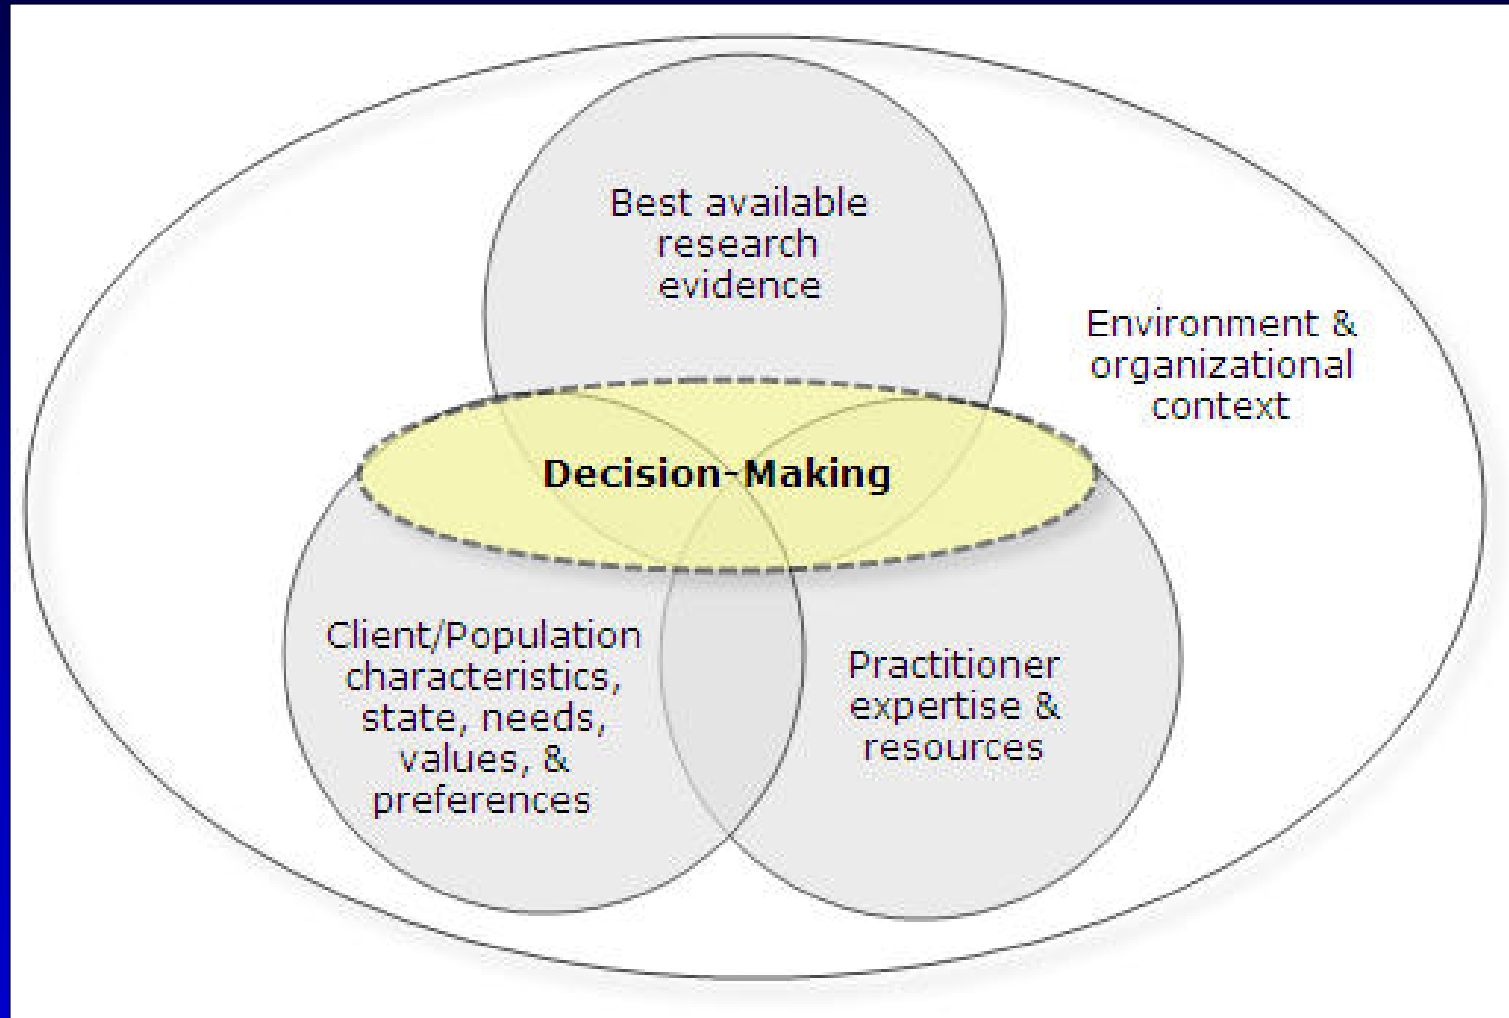 Best available
research
evidence
Environment &
organizational
context
Decision-Making
Client/Population
characteristics,
state, needs,
values, &
preferences
Practitioner
expertise &
resources